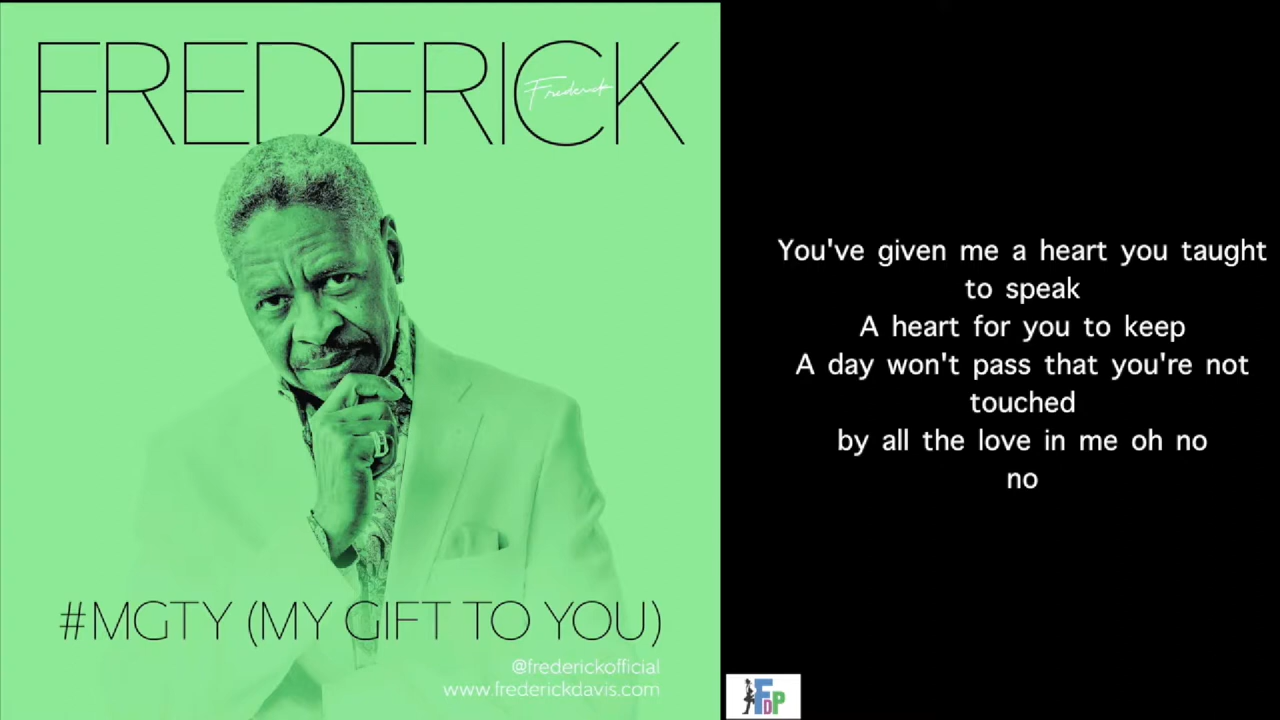 FREDERICK
Frederick
#MGTY (MY GIFT TO YOU)
@frederickofficial
www.frederickdavis.com
You've given me a heart you taught
to speak
A heart for you to keep
A day won't pass that you're not
touched
by all the love in me oh no
no
FDP